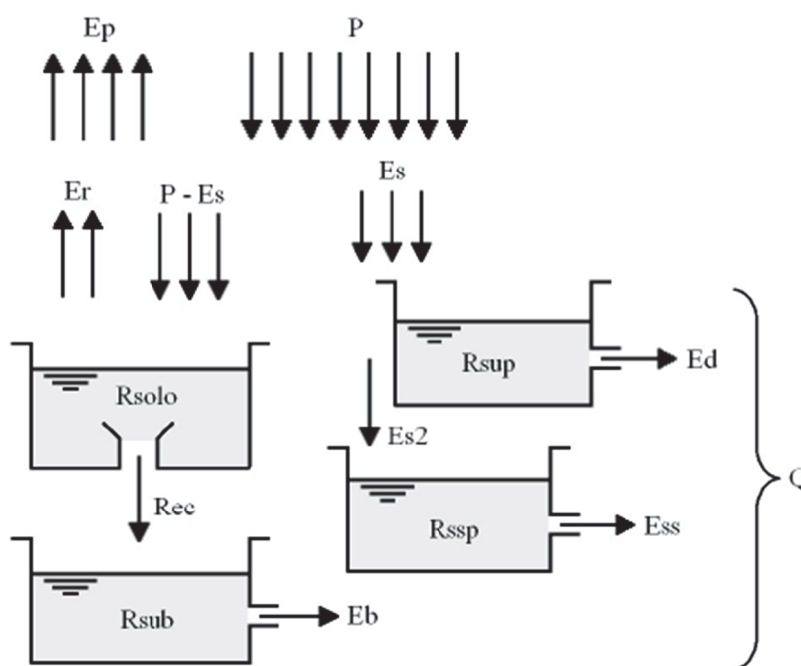 Ep
P
Es
Er
P - Es
Rsup
Ed
Rsolo
Es2
Rec
Rssp
Ess
Q
Rsub
Eb